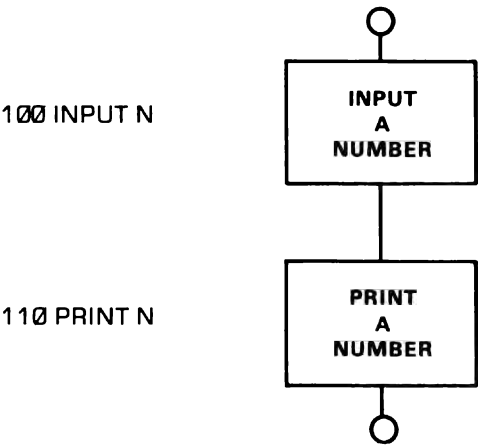 100 INPUT N
INPUT
A
NUMBER
110 PRINT N
PRINT
A
NUMBER